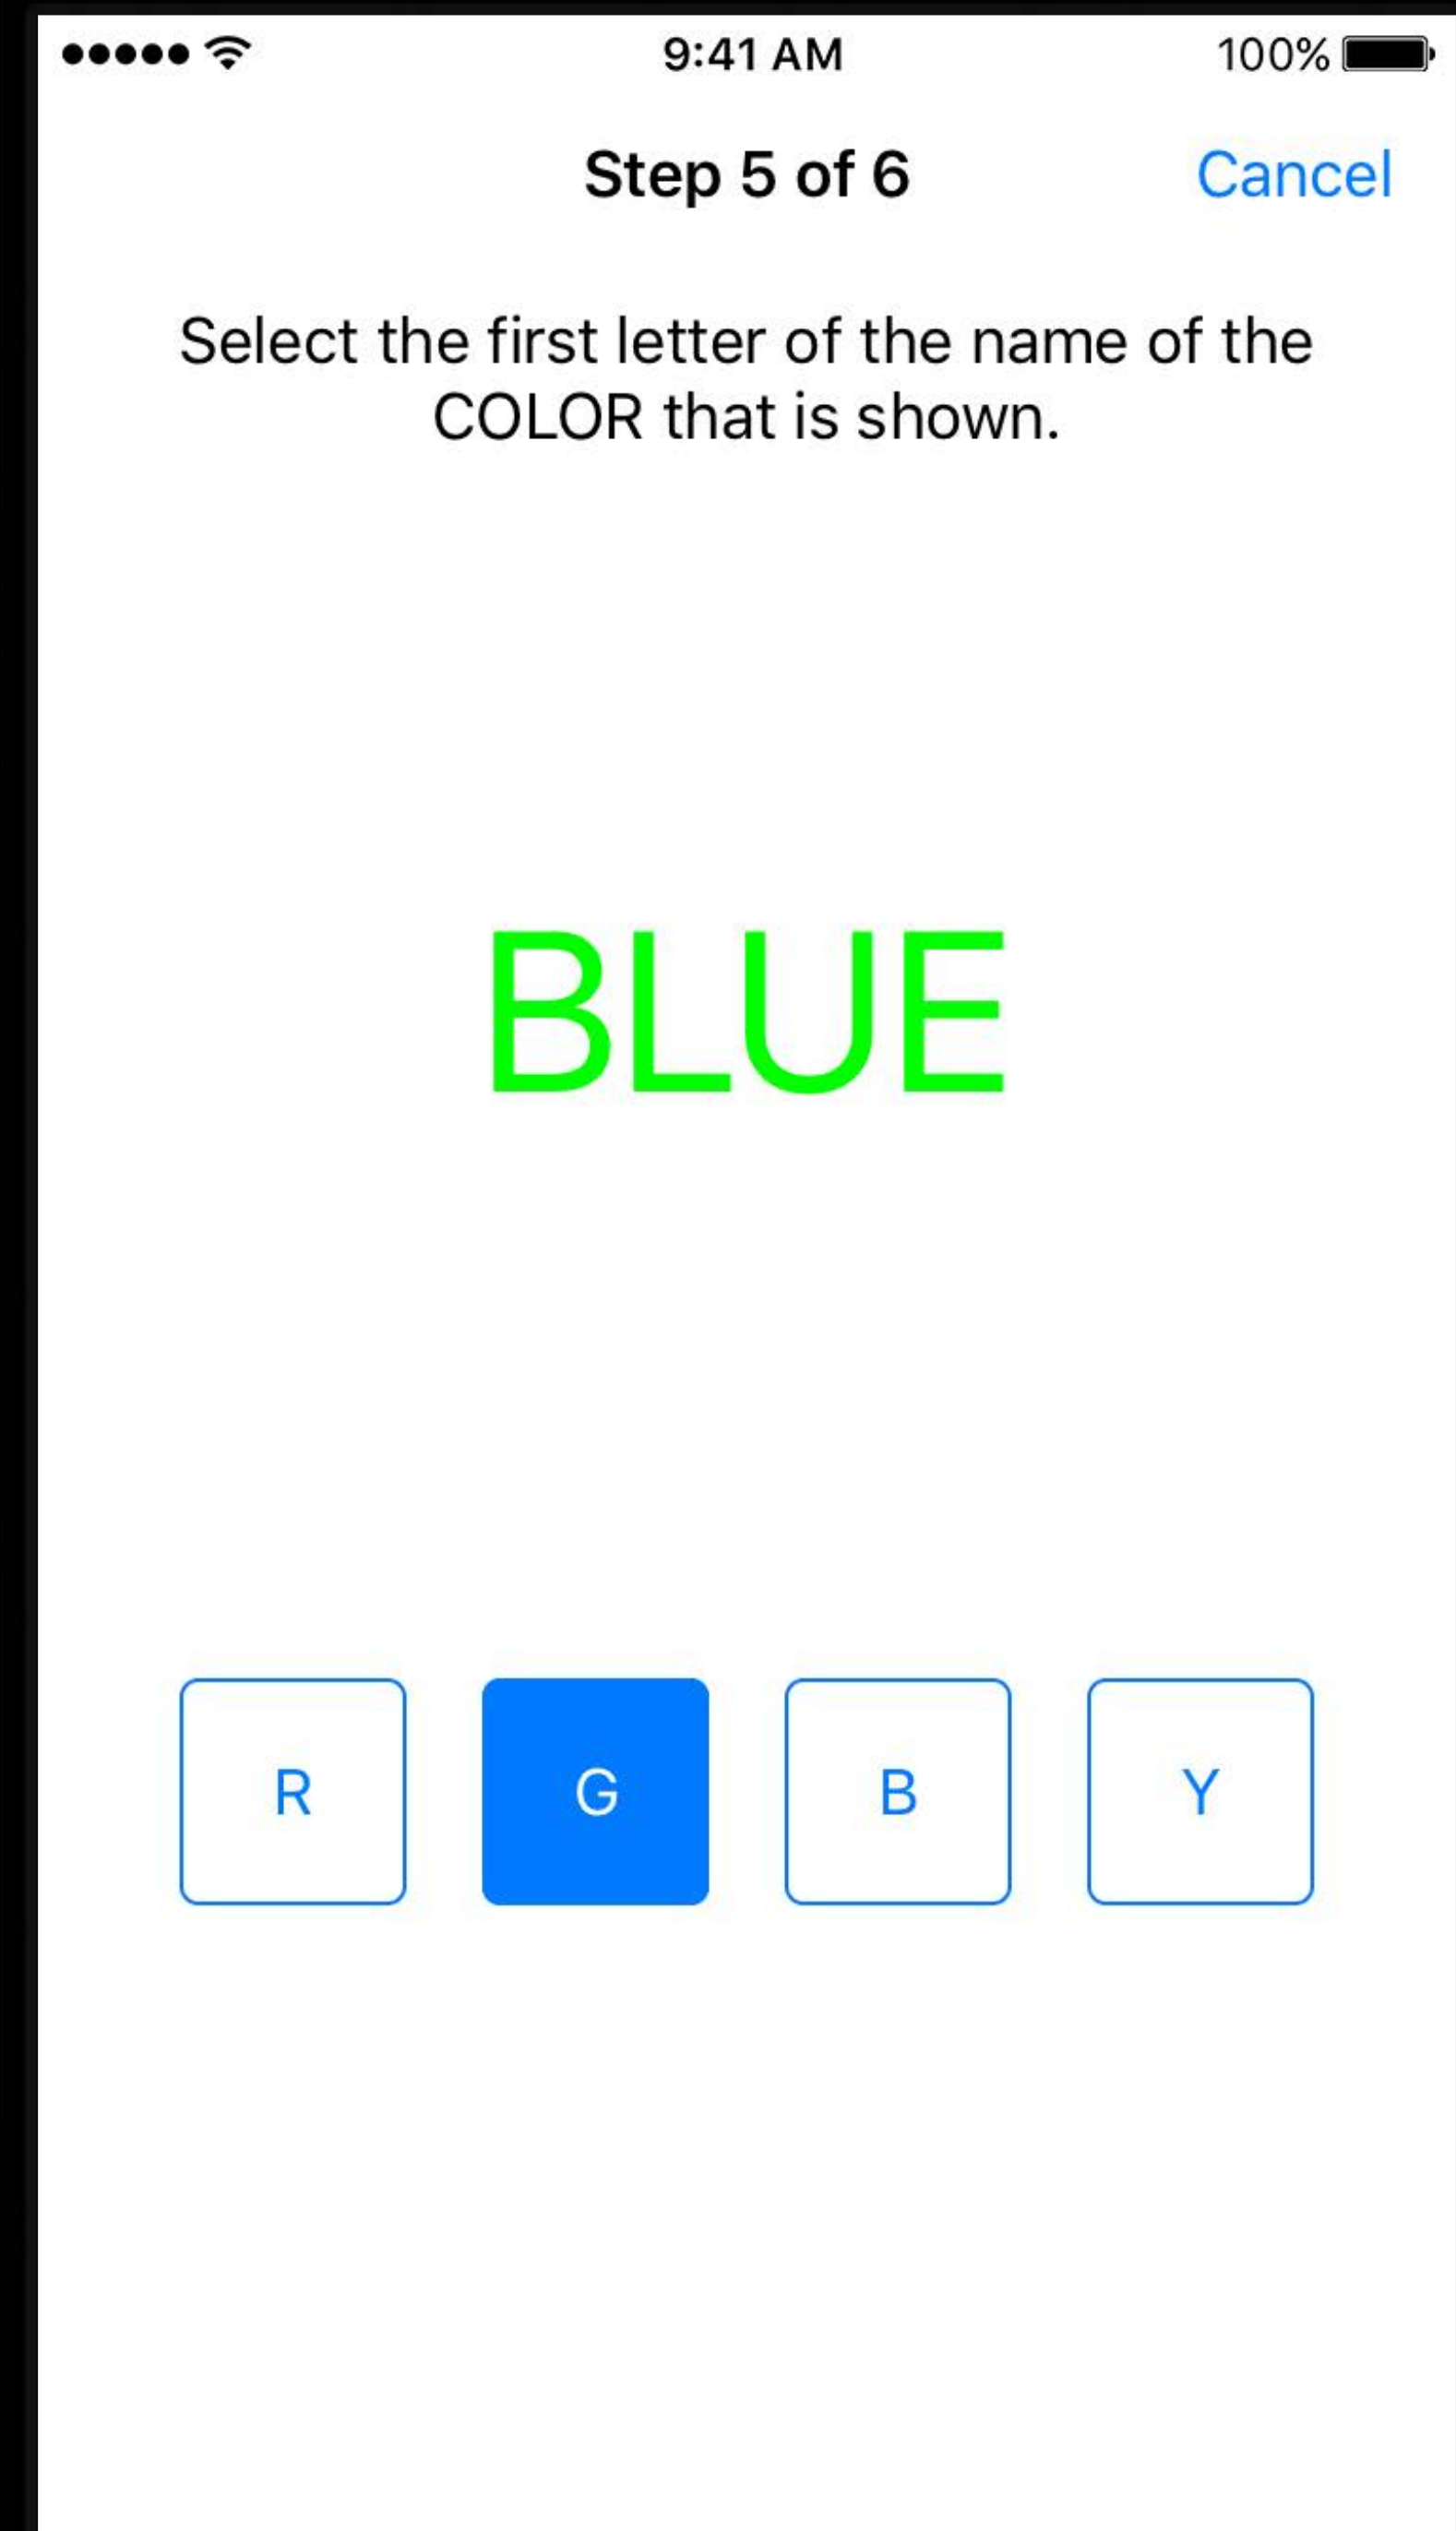 9:41 AM 100%
Step 5 of 6 Cancel
Select the first letter of the name of the
COLOR that is shown.
BLUE
R G B Y